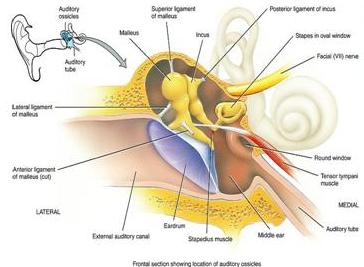 Auditory
ossicles
Superior ligament
of malleus
Posterior ligament of incus
Malleus
Incus
Stapes in oval window
Facial (VII) nerve
Auditory
tube
Lateral ligament
of malleus
Anterior ligament
of malleus (cut)
Round window
Tensor tympani
muscle
LATERAL
MEDIAL
External auditory canal
Eardrum
Stapedius muscle
Middle ear
Auditory tube
Frontal section showing location of auditory ossicles